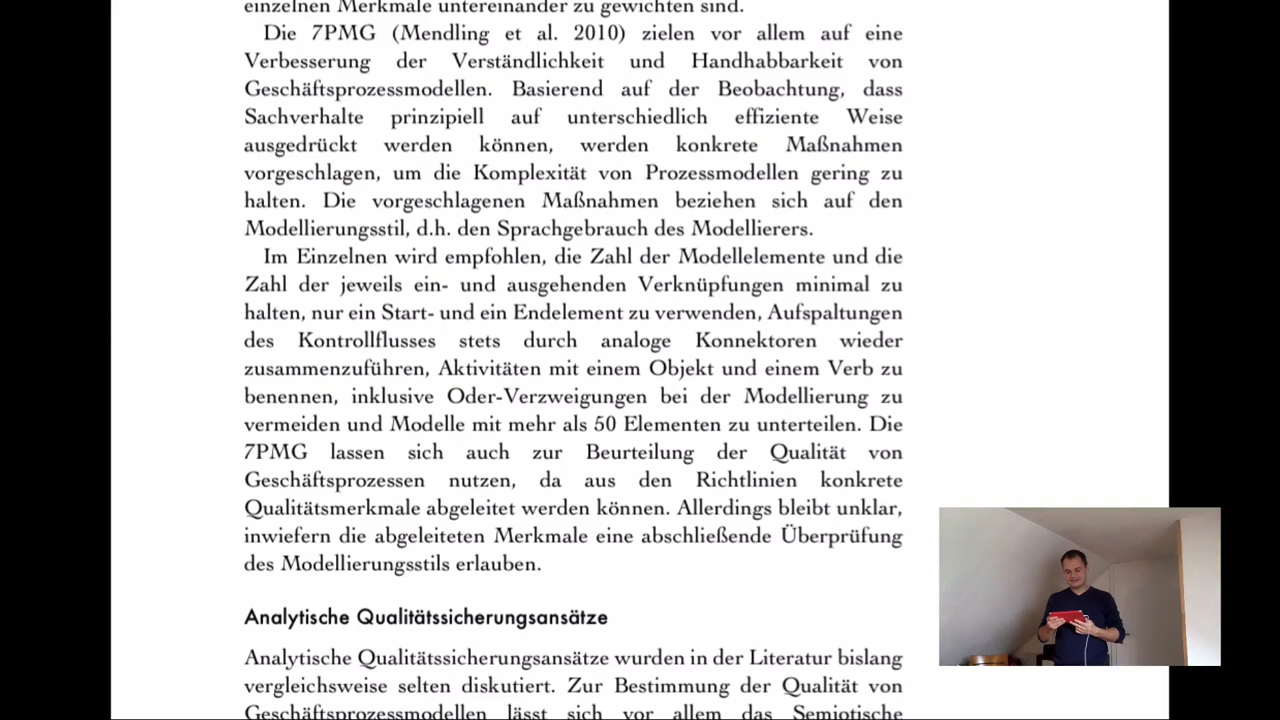 einzelnen Merkmale untereinander zu gewichten sind.
Die 7PMG (Mendling et al. 2010) zielen vor allem auf eine
Verbesserung der Verständlichkeit und Handhabbarkeit von
Geschäftsprozessmodellen. Basierend auf der Beobachtung, dass
Sachverhalte prinzipiell auf unterschiedlich effiziente Weise
ausgedrückt werden können, werden konkrete Maßnahmen
vorgeschlagen, um die Komplexität von Prozessmodellen gering zu
halten. Die vorgeschlagenen Maßnahmen beziehen sich auf den
Modellierungsstil, d.h. den Sprachgebrauch des Modellierers.
Im Einzelnen wird empfohlen, die Zahl der Modellelemente und die
Zahl der jeweils ein- und ausgehenden Verknüpfungen minimal zu
halten, nur ein Start- und ein Endelement zu verwenden, Aufspaltungen
des Kontrollflusses stets durch analoge Konnektoren wieder
zusammenzuführen, Aktivitäten mit einem Objekt und einem Verb zu
benennen, inklusive Oder-Verzweigungen bei der Modellierung zu
vermeiden und Modelle mit mehr als 50 Elementen zu unterteilen. Die
7PMG lassen sich auch zur Beurteilung der Qualität von
Geschäftsprozessen nutzen, da aus den Richtlinien konkrete
Qualitätsmerkmale abgeleitet werden können. Allerdings bleibt unklar,
inwiefern die abgeleiteten Merkmale eine abschließende Überprüfung
des Modellierungsstils erlauben.
Analytische Qualitätssicherungsansätze
Analytische Qualitätssicherungsansätze wurden in der Literatur bislang
vergleichsweise selten diskutiert. Zur Bestimmung der Qualität von
Geschäftsprozessmodellen lässt sich vor allem das Semiotische